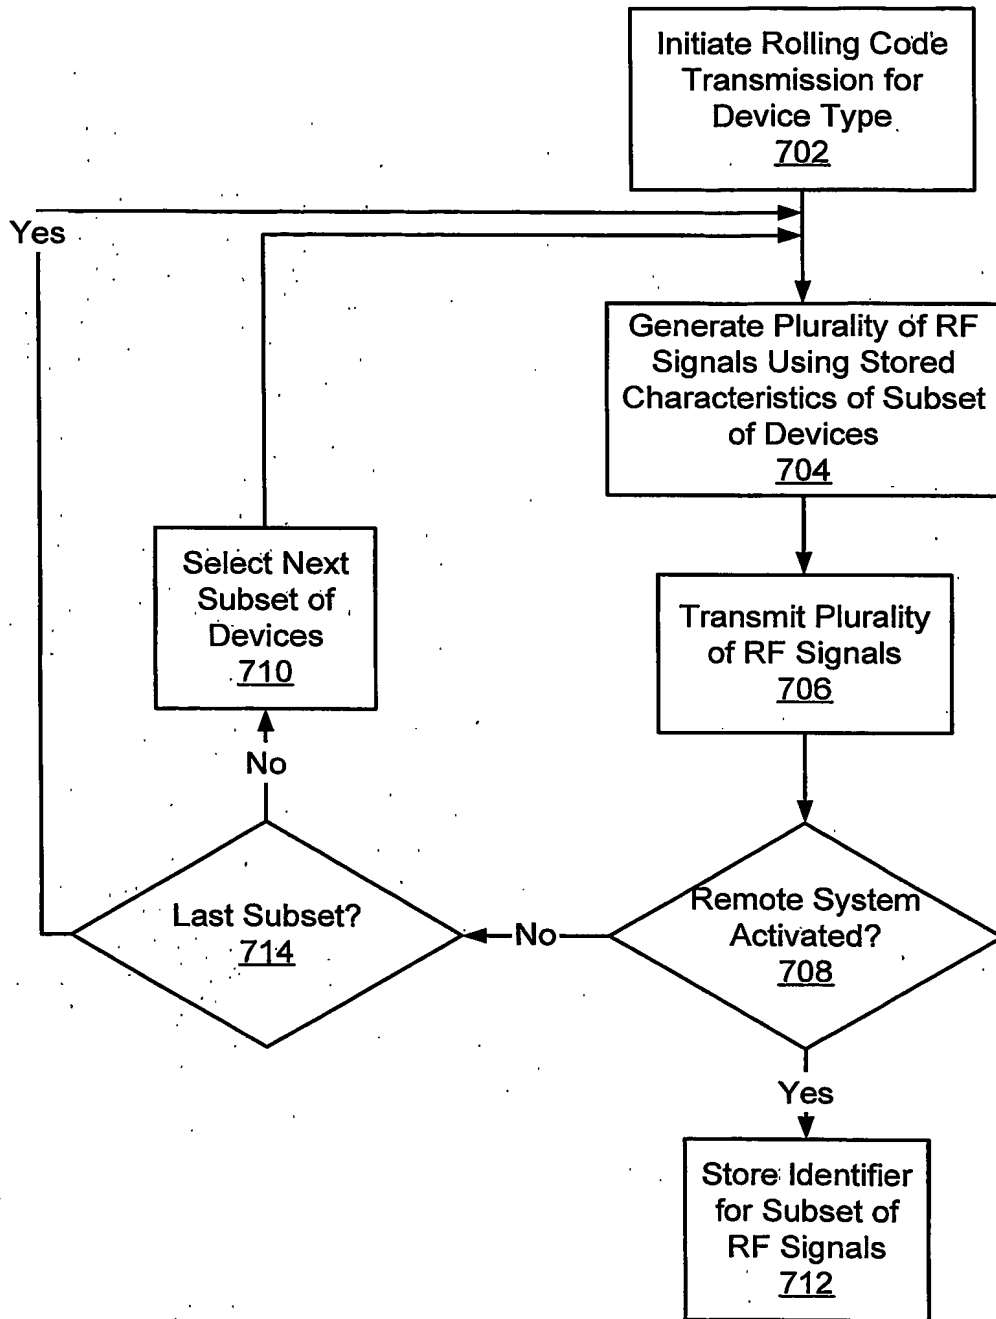 Initiate Rolling Code
Transmission for
Device Type
702
Yes
Generate Plurality of RF
Signals Using Stored
Characteristics of Subset
of Devices
704
Select Next
Subset of
Devices
710
Transmit Plurality
of RF Signals
706
No
Last Subset?
714
No
Remote System
Activated?
708
Yes
Store Identifier
for Subset of
RF Signals
712